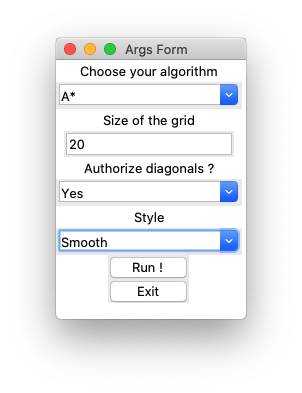 Args Form
Choose your algorithm
A*
Size of the grid
20
Authorize diagonals ?
Yes
Style
Smooth
Run !
Exit